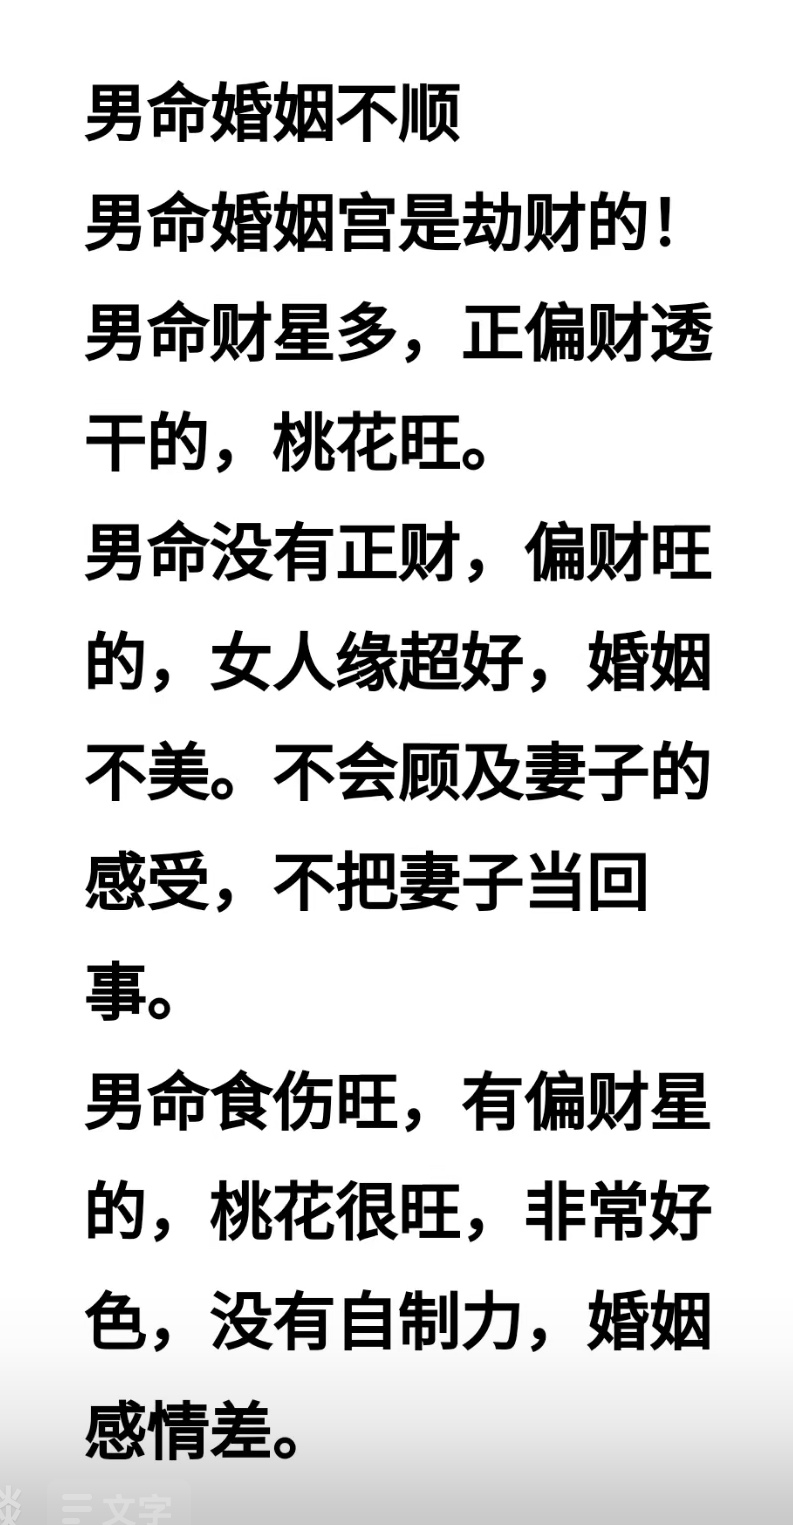 男命婚姻不顺
男命婚姻宫是劫财的！
男命财星多，正偏财透
干的，桃花旺。
男命没有正财，偏财旺
的，女人缘超好，婚姻
不美。不会顾及妻子的
感受，不把妻子当回
事。
男命食伤旺，有偏财星
的，桃花很旺，非常好
色，没有自制力，婚姻
感情差。
文字